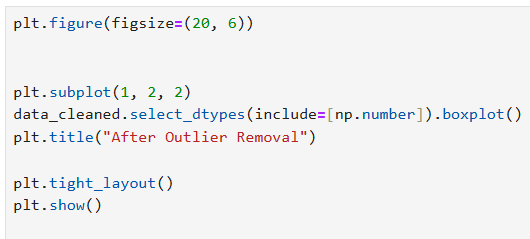 plt.figure(figsize=(20, 6))
plt.subplot(1, 2, 2)
data_cleaned.select_dtypes(include=[np.number]).boxplot()
plt.title("After Outlier Removal")
plt.tight_layout()
plt.show()